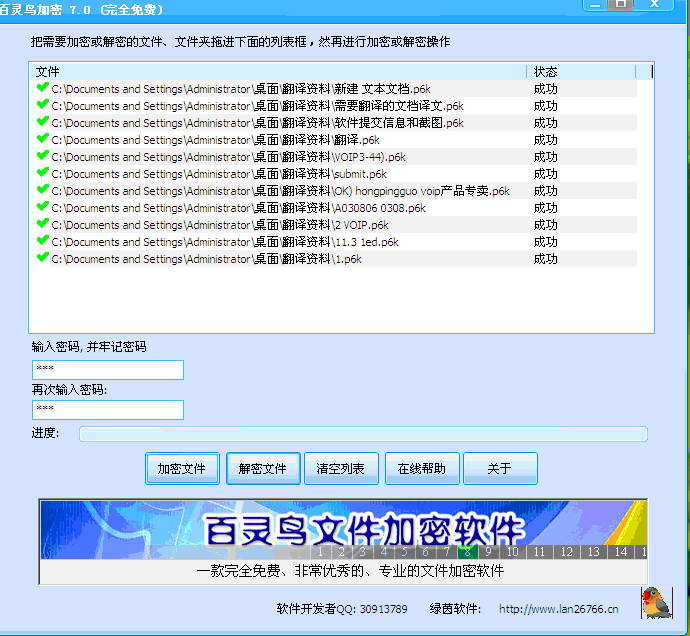 百灵鸟加密 7.0 (完全免费)
把需要加密或解密的文件、文件夹拖进下面的列表框，然再进行加密或解密操作
文件 状态
C:\Documents and Settings\Administrator\桌面\翻译资料\新建 文本文档.p6k 成功
C:\Documents and Settings\Administrator\桌面\翻译资料\需要翻译的文档译文.p6k 成功
C:\Documents and Settings\Administrator\桌面\翻译资料\软件提交信息和截图.p6k 成功
C:\Documents and Settings\Administrator\桌面\翻译资料\翻译.p6k 成功
C:\Documents and Settings\Administrator\桌面\翻译资料\VOIP3-44).p6k 成功
C:\Documents and Settings\Administrator\桌面\翻译资料\submit.p6k 成功
C:\Documents and Settings\Administrator\桌面\翻译资料\OK) hongpingguo voip产品专卖.p6k 成功
C:\Documents and Settings\Administrator\桌面\翻译资料\A030806 0308.p6k 成功
C:\Documents and Settings\Administrator\桌面\翻译资料\2 VOIP.p6k 成功
C:\Documents and Settings\Administrator\桌面\翻译资料\11.3 1ed.p6k 成功
C:\Documents and Settings\Administrator\桌面\翻译资料\1.p6k 成功
输入密码, 并牢记密码
***
再次输入密码:
***
进度:
加密文件 解密文件 清空列表 在线帮助 关于
百灵鸟文件加密软件
1 2 3 4 5 6 7 8 9 10 11 12 13 14 1
一款完全免费、非常优秀的、专业的文件加密软件
软件开发者QQ: 30913789 绿茵软件: http://www.lan26766.cn